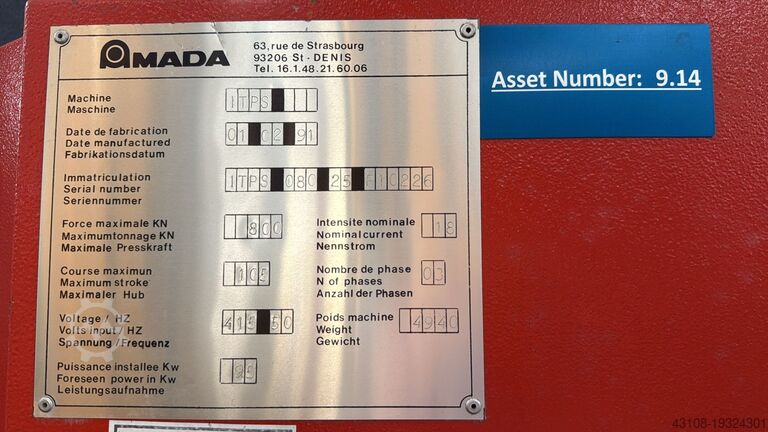 AMADA
63, rue de Strasbourg
93206 St - DENIS
Tel. 16.1.48.21.60.06
Asset Number: 9.14
Machine
Maschine
ITPS
Date de fabrication
Date manufactured
Fabrikationsdatum
01 02 91
Immatriculation
Serial number
Seriennummer
ITPS 080 25 F10226
Force maximale KN
Maximumtonnage KN
Maximale Presskraft
800
Intensite nominale
Nominal current
Nennstrom
18
Course maximun
Maximum stroke
Maximaler Hub
105
Nombre de phase
N of phases
Anzahl der Phasen
03
Voltage / HZ
Volts input / HZ
Spannung / Frequenz
415 50
Poids machine
Weight
Gewicht
4940
Puissance installee Kw
Foreseen power in Kw
Leistungsaufnahme
43108-19324301